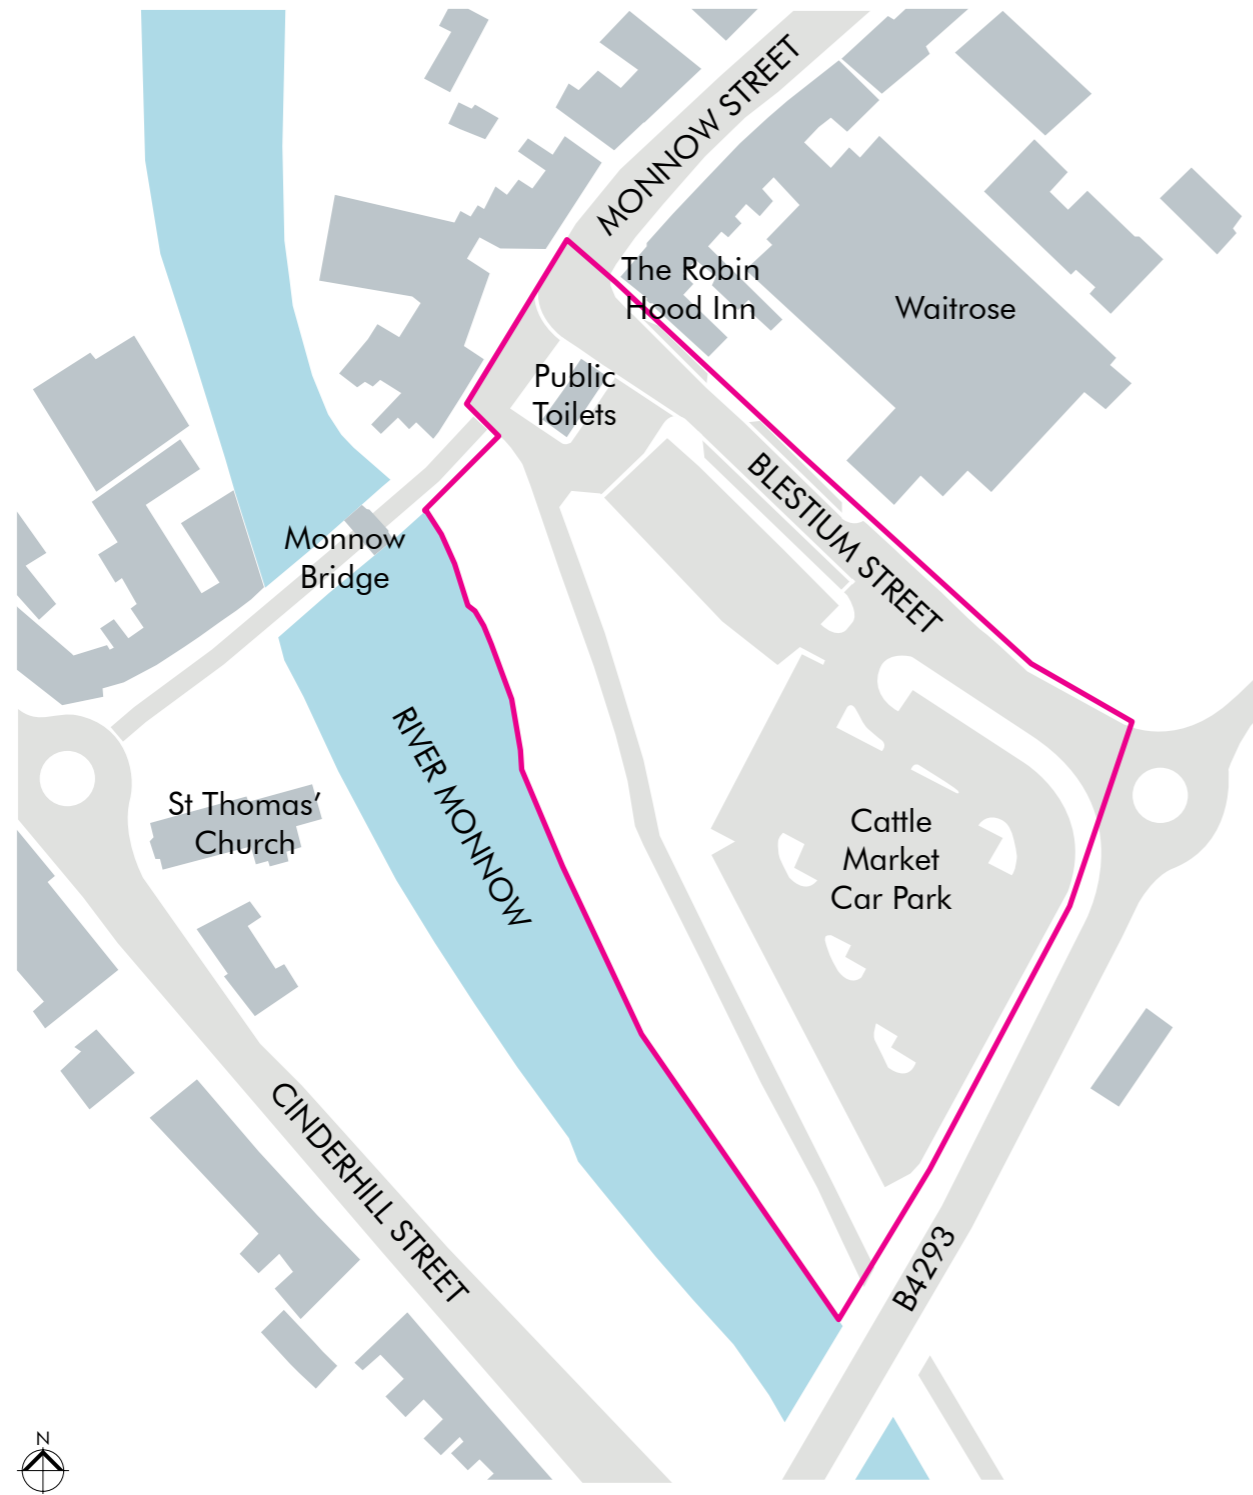 MONNOW STREET
The Robin
Hood Inn
Waitrose
Public
Toilets
BLESTIUM STREET
Monnow
Bridge
RIVER MONNOW
St Thomas’
Church
Cattle
Market
Car Park
CINDERHILL STREET
B4293
N